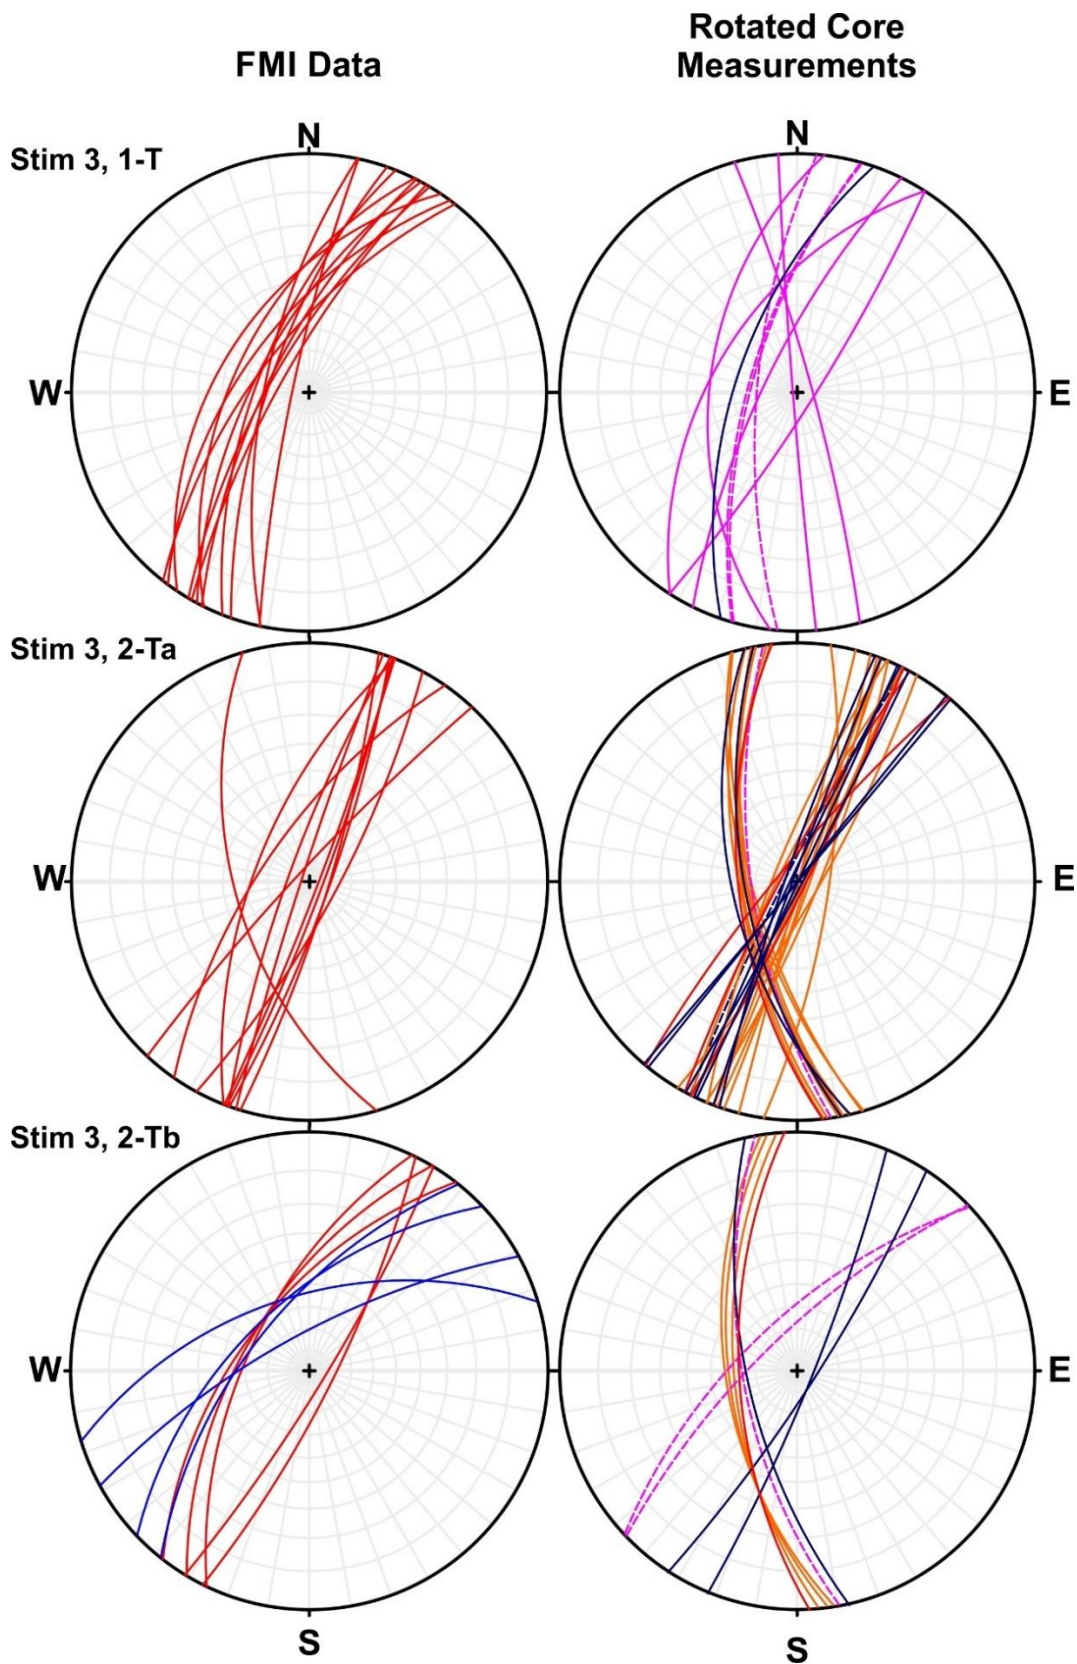 FMI Data
Rotated Core
Measurements
Stim 3, 1-T
N
N
W
E
Stim 3, 2-Ta
W
E
Stim 3, 2-Tb
W
E
S
S